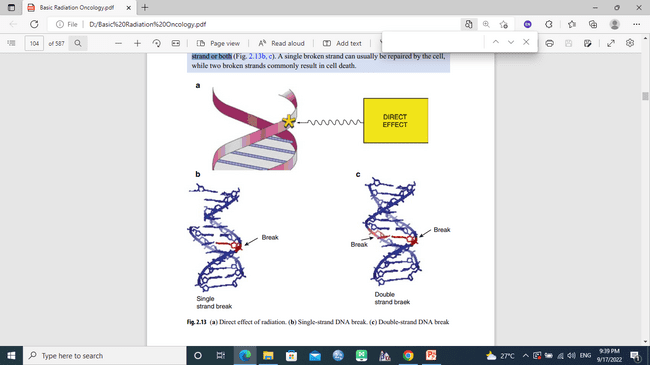 Basic Radiation Oncology.pdf
File | D:/Basic%20Radiation%20Oncology.pdf
104 of 587
Page view
Read aloud
Add text
strand or both (Fig. 2.13b, c). A single broken strand can usually be repaired by the cell,
while two broken strands commonly result in cell death.
a
DIRECT
EFFECT
b
c
Break
Break
Break
Single
strand break
Double
strand braek
Fig. 2.13 (a) Direct effect of radiation. (b) Single-strand DNA break. (c) Double-strand DNA break
Type here to search
27°C
ENG
9:39 PM
9/17/2022